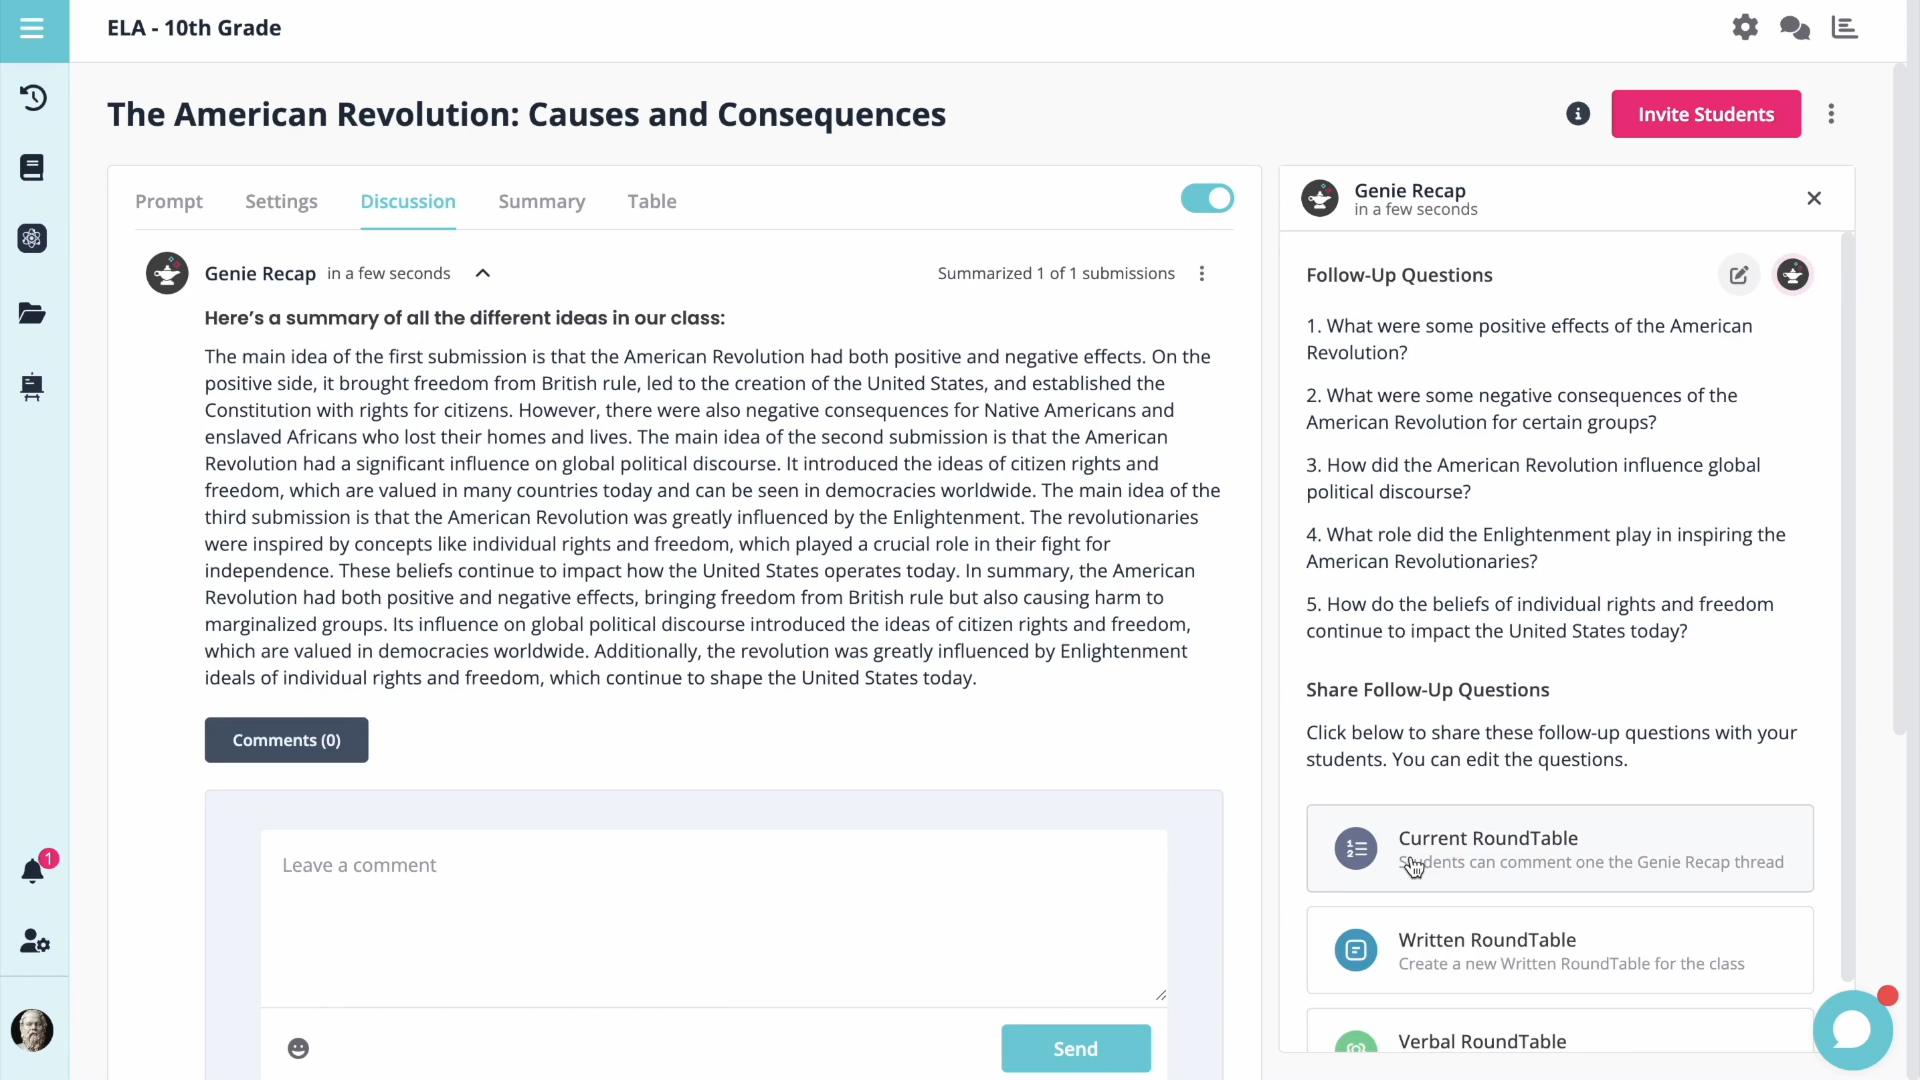 ELA - 10th Grade
The American Revolution: Causes and Consequences
Invite Students
Prompt
Settings
Discussion
Summary
Table
Genie Recap
in a few seconds
Summarized 1 of 1 submissions
Here's a summary of all the different ideas in our class:
The main idea of the first submission is that the American Revolution had both positive and negative effects. On the
positive side, it brought freedom from British rule, led to the creation of the United States, and established the
Constitution with rights for citizens. However, there were also negative consequences for Native Americans and
enslaved Africans who lost their homes and lives. The main idea of the second submission is that the American
Revolution had a significant influence on global political discourse. It introduced the ideas of citizen rights and
freedom, which are valued in many countries today and can be seen in democracies worldwide. The main idea of the
third submission is that the American Revolution was greatly influenced by the Enlightenment. The revolutionaries
were inspired by concepts like individual rights and freedom, which played a crucial role in their fight for
independence. These beliefs continue to impact how the United States operates today. In summary, the American
Revolution had both positive and negative effects, bringing freedom from British rule but also causing harm to
marginalized groups. Its influence on global political discourse introduced the ideas of citizen rights and freedom,
which are valued in democracies worldwide. Additionally, the revolution was greatly influenced by Enlightenment
ideals of individual rights and freedom, which continue to shape the United States today.
Comments (0)
Leave a comment
Send
Genie Recap
in a few seconds
Follow-Up Questions
1. What were some positive effects of the American
Revolution?
2. What were some negative consequences of the
American Revolution for certain groups?
3. How did the American Revolution influence global
political discourse?
4. What role did the Enlightenment play in inspiring the
American Revolutionaries?
5. How do the beliefs of individual rights and freedom
continue to impact the United States today?
Share Follow-Up Questions
Click below to share these follow-up questions with your
students. You can edit the questions.
Current RoundTable
Students can comment one the Genie Recap thread
Written RoundTable
Create a new Written RoundTable for the class
Verbal RoundTable
1